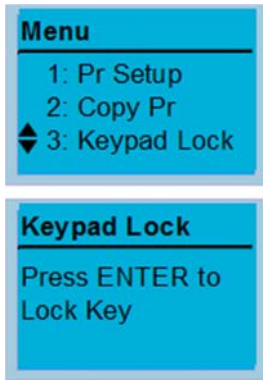 Menu
1: Pr Setup
2: Copy Pr
3: Keypad Lock
Keypad Lock
Press ENTER to
Lock Key